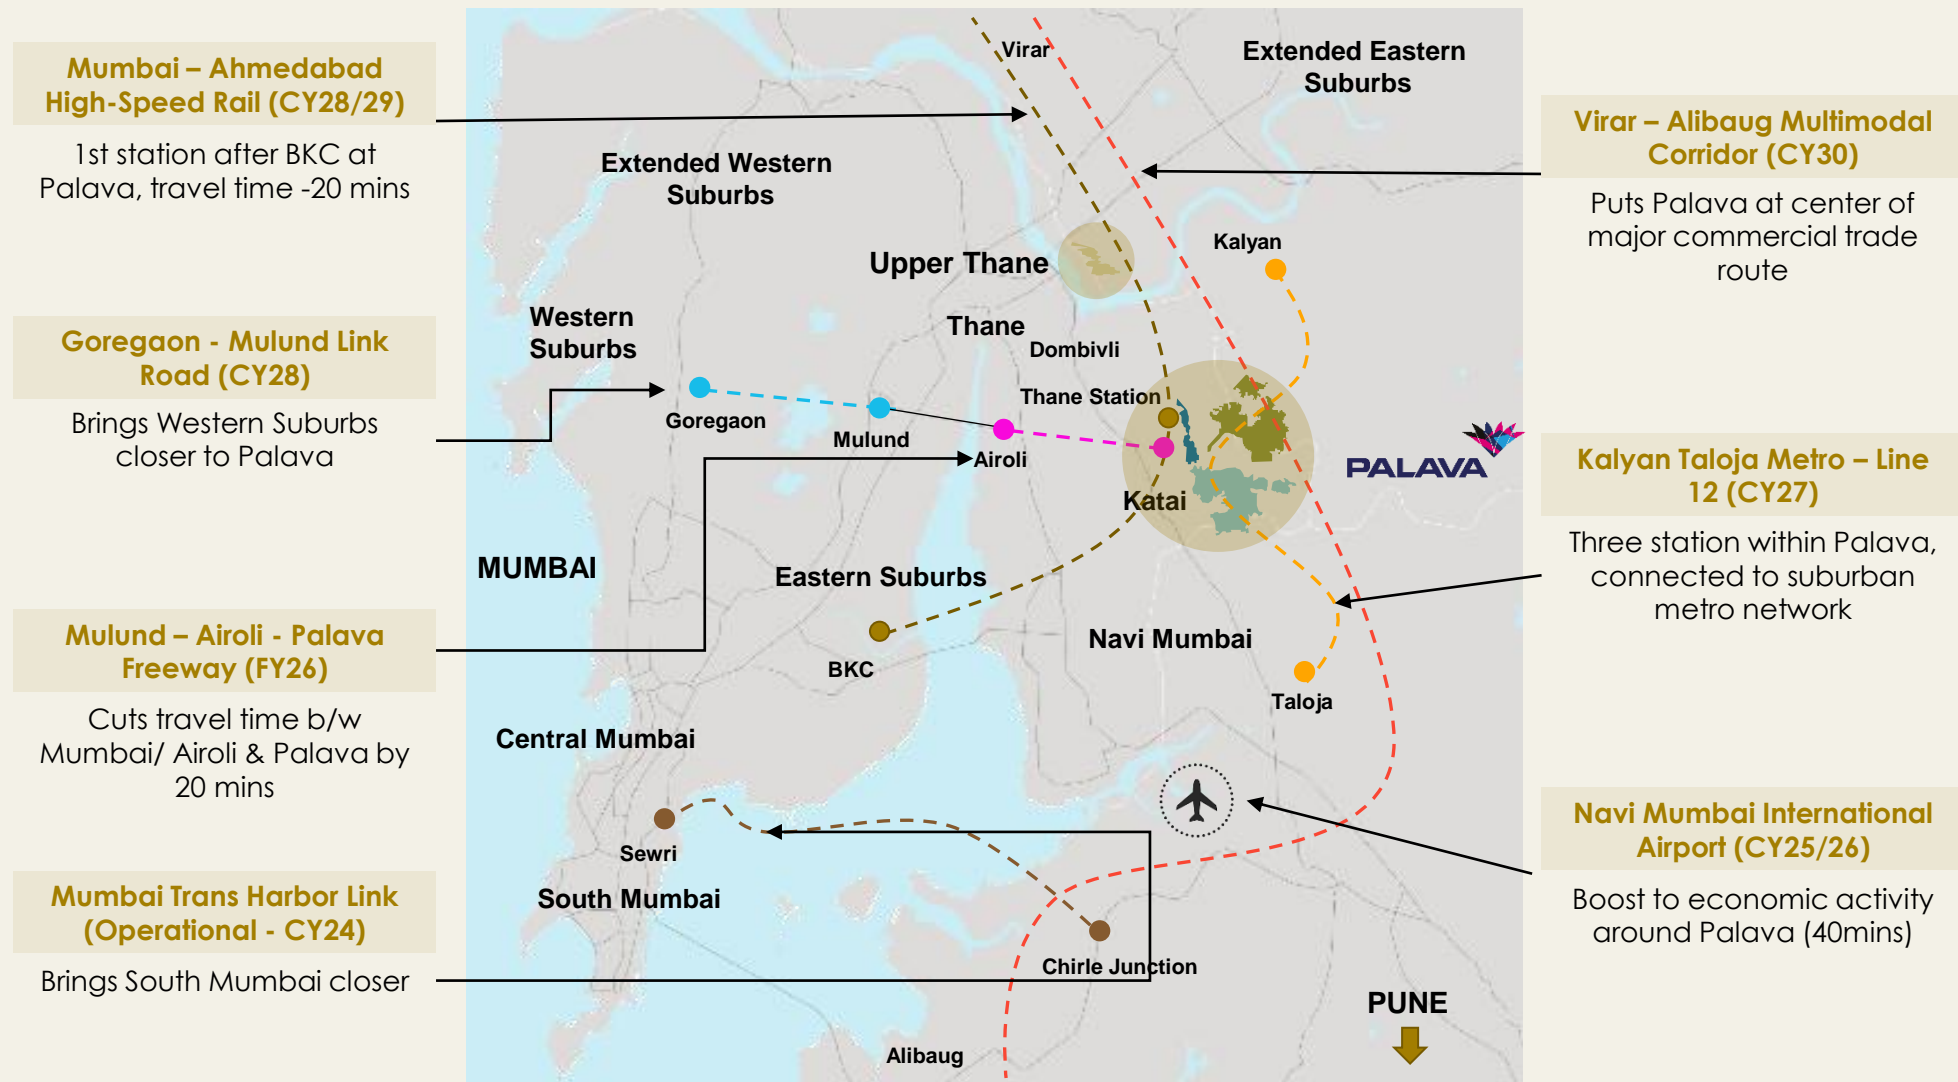 Mumbai – Ahmedabad
High-Speed Rail (CY28/29)
1st station after BKC at
Palava, travel time -20 mins
Goregaon - Mulund Link
Road (CY28)
Brings Western Suburbs
closer to Palava
Mulund – Airoli - Palava
Freeway (FY26)
Cuts travel time b/w
Mumbai/ Airoli & Palava by
20 mins
Mumbai Trans Harbor Link
(Operational - CY24)
Brings South Mumbai closer
Virar
Extended Eastern
Suburbs
Extended Western
Suburbs
Kalyan
Upper Thane
Western
Suburbs
Thane
Dombivli
Thane Station
Goregaon
Mulund
Airoli
PALAVA
Katai
MUMBAI
Eastern Suburbs
Navi Mumbai
BKC
Taloja
Central Mumbai
Sewri
South Mumbai
Chirle Junction
PUNE
Alibaug
Virar – Alibaug Multimodal
Corridor (CY30)
Puts Palava at center of
major commercial trade
route
Kalyan Taloja Metro – Line
12 (CY27)
Three station within Palava,
connected to suburban
metro network
Navi Mumbai International
Airport (CY25/26)
Boost to economic activity
around Palava (40mins)